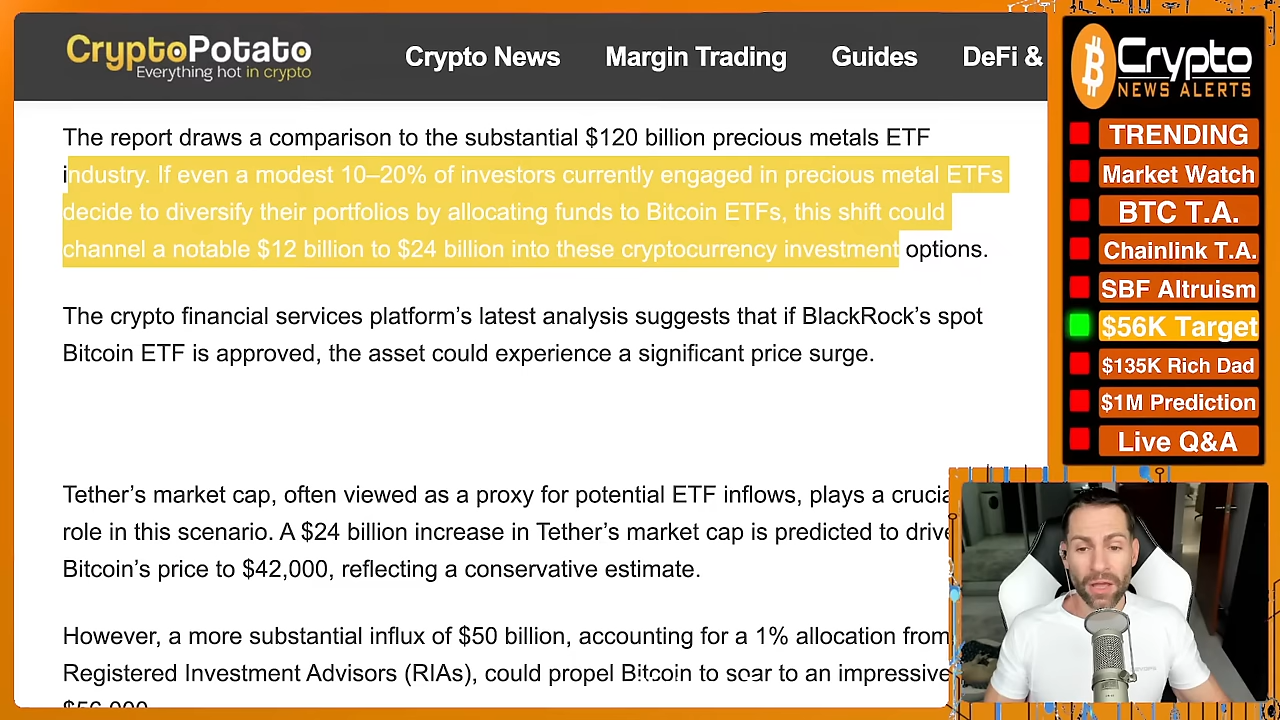 CryptoPotato
Everything hot in crypto
Crypto News
Margin Trading
Guides
DeFi &
The report draws a comparison to the substantial $120 billion precious metals ETF
industry. If even a modest 10–20% of investors currently engaged in precious metal ETFs
decide to diversify their portfolios by allocating funds to Bitcoin ETFs, this shift could
channel a notable $12 billion to $24 billion into these cryptocurrency investment options.
The crypto financial services platform’s latest analysis suggests that if BlackRock’s spot
Bitcoin ETF is approved, the asset could experience a significant price surge.
Tether’s market cap, often viewed as a proxy for potential ETF inflows, plays a crucia
role in this scenario. A $24 billion increase in Tether’s market cap is predicted to drive
Bitcoin’s price to $42,000, reflecting a conservative estimate.
However, a more substantial influx of $50 billion, accounting for a 1% allocation from
Registered Investment Advisors (RIAs), could propel Bitcoin to soar to an impressive
$56,000
Crypto
NEWS ALERTS
TRENDING
Market Watch
BTC T.A.
Chainlink T.A.
SBF Altruism
$56K Target
$135K Rich Dad
$1M Prediction
Live Q&A